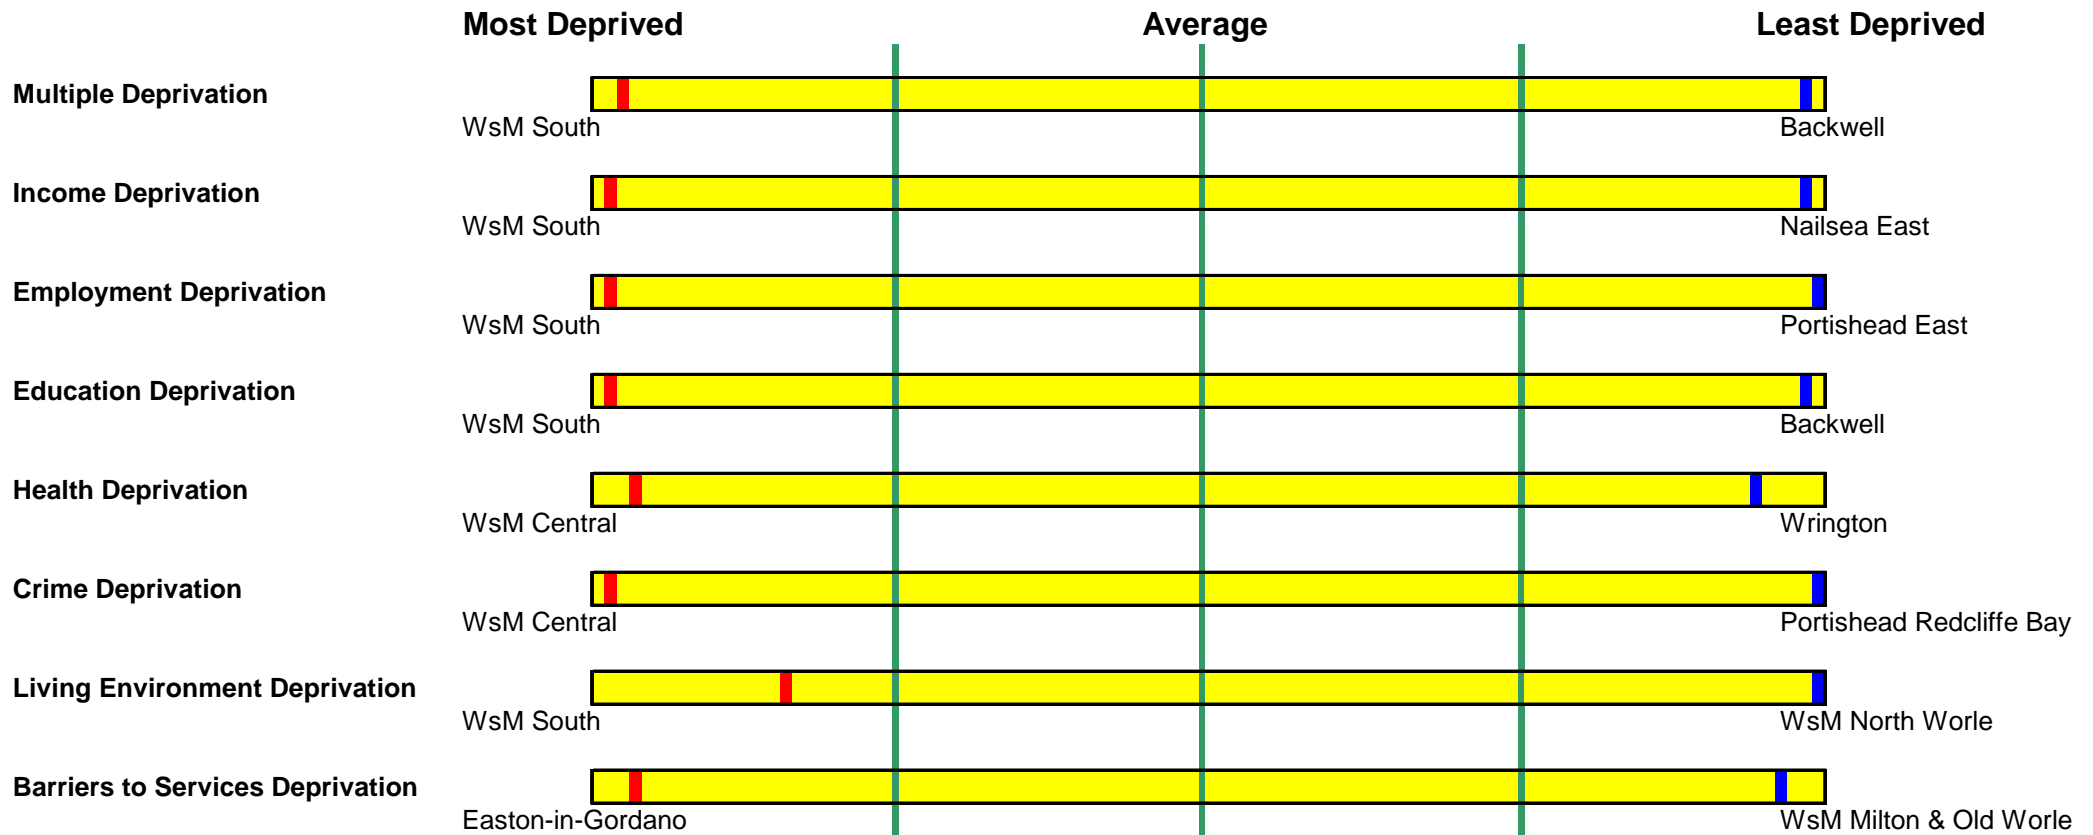 Most Deprived Average Least Deprived
Multiple Deprivation
WsM South Backwell
Income Deprivation
WsM South Nailsea East
Employment Deprivation
WsM South Portishead East
Education Deprivation
WsM South Backwell
Health Deprivation
WsM Central Wrington
Crime Deprivation
WsM Central Portishead Redcliffe Bay
Living Environment Deprivation
WsM South WsM North Worle
Barriers to Services Deprivation
Easton-in-Gordano WsM Milton & Old Worle